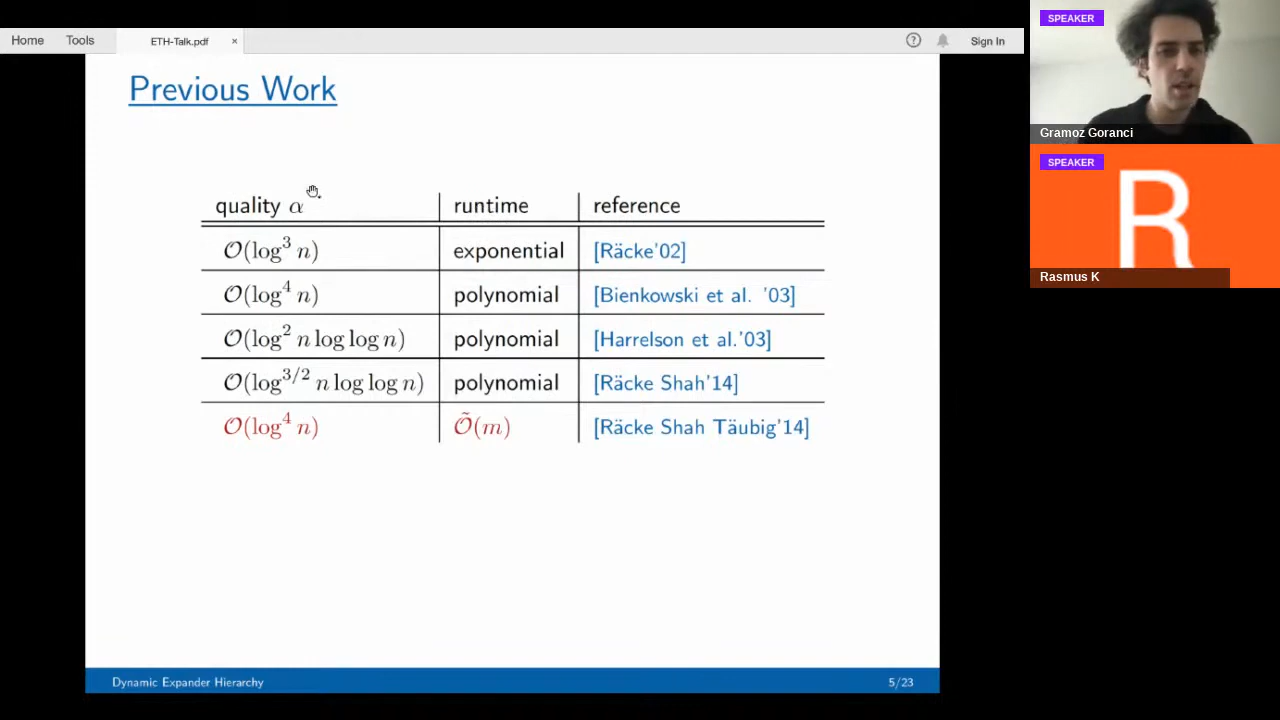 Home Tools ETH-Talk.pdf × ? Sign In
Previous Work
quality α runtime reference
O(log³ n) exponential [Räcke'02]
O(log⁴ n) polynomial [Bienkowski et al. '03]
O(log² n log log n) polynomial [Harrelson et al.'03]
O(log³/² n log log n) polynomial [Räcke Shah'14]
O(log⁴ n) Õ(m) [Räcke Shah Täubig'14]
Dynamic Expander Hierarchy 5/23
SPEAKER
Gramoz Goranci
SPEAKER
R
Rasmus K